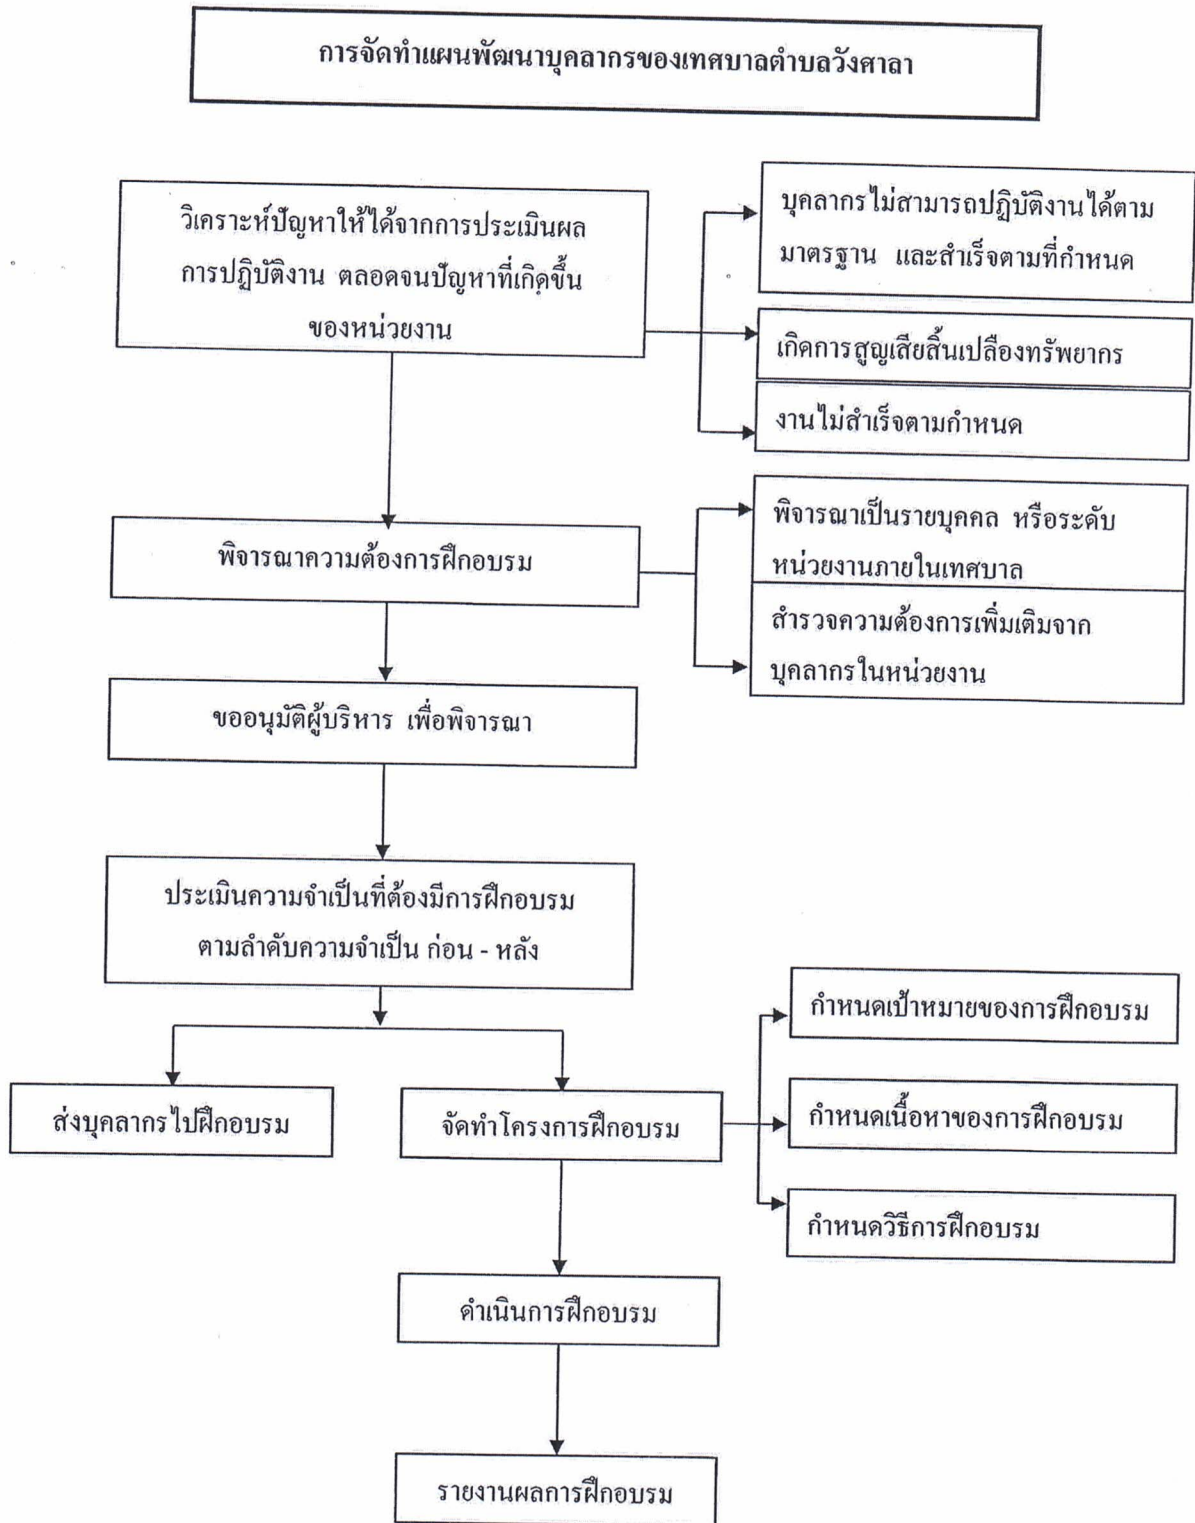 การจัดทำแผนพัฒนาบุคลากรของเทศบาลตำบลวังศาลา
วิเคราะห์ปัญหาให้ได้จากการประเมินผล
การปฏิบัติงาน ตลอดจนปัญหาที่เกิดขึ้น
ของหน่วยงาน
บุคลากรไม่สามารถปฏิบัติงานได้ตาม
มาตรฐาน และสำเร็จตามที่กำหนด
เกิดการสูญเสียสิ้นเปลืองทรัพยากร
งานไม่สำเร็จตามกำหนด
พิจารณาความต้องการฝึกอบรม
พิจารณาเป็นรายบุคคล หรือระดับ
หน่วยงานภายในเทศบาล
สำรวจความต้องการเพิ่มเติมจาก
บุคลากรในหน่วยงาน
ขออนุมัติผู้บริหาร เพื่อพิจารณา
ประเมินความจำเป็นที่ต้องมีการฝึกอบรม
ตามลำดับความจำเป็น ก่อน - หลัง
ส่งบุคลากรไปฝึกอบรม
จัดทำโครงการฝึกอบรม
กำหนดเป้าหมายของการฝึกอบรม
กำหนดเนื้อหาของการฝึกอบรม
กำหนดวิธีการฝึกอบรม
ดำเนินการฝึกอบรม
รายงานผลการฝึกอบรม